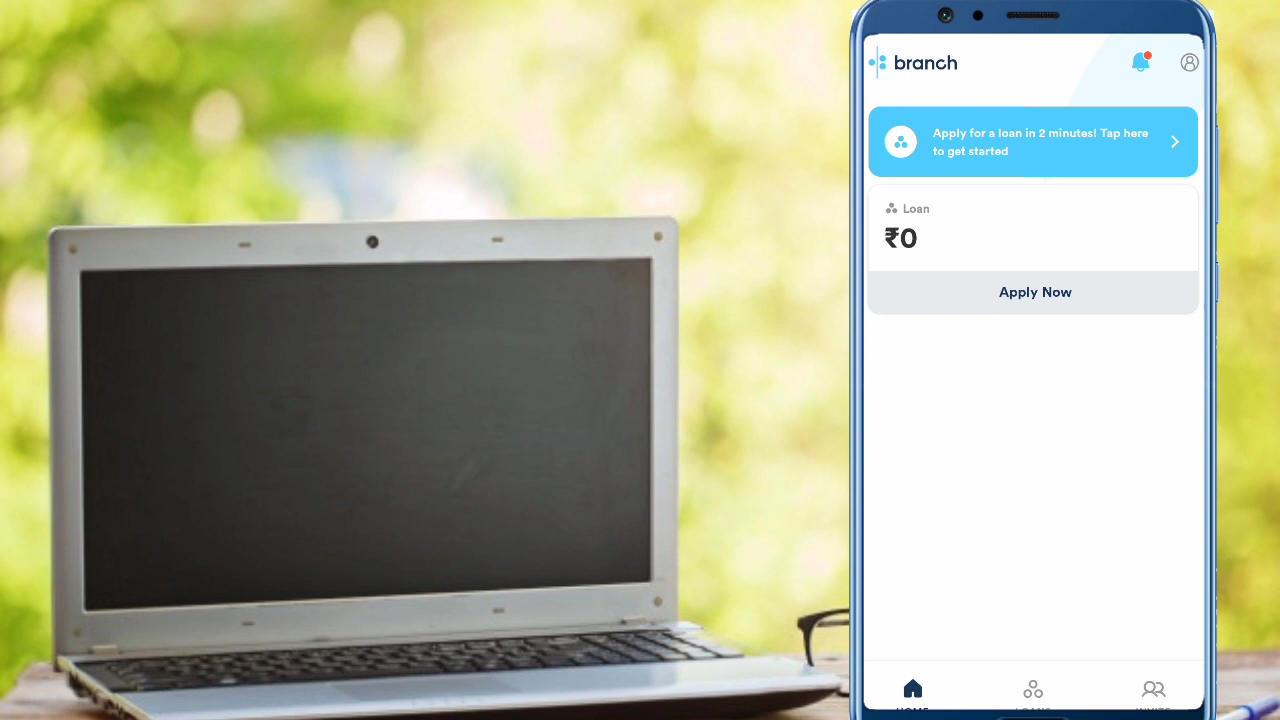 branch
Apply for a loan in 2 minutes! Tap here
to get started
Loan
₹0
Apply Now
HOME
LOANS
INVITE